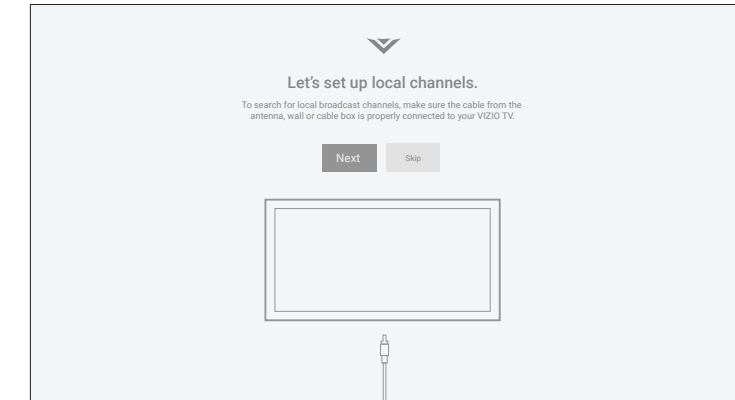 Let's set up local channels.
To search for local broadcast channels, make sure the cable from the
antenna, wall or cable box is properly connected to your VIZIO TV.
Next
Skip